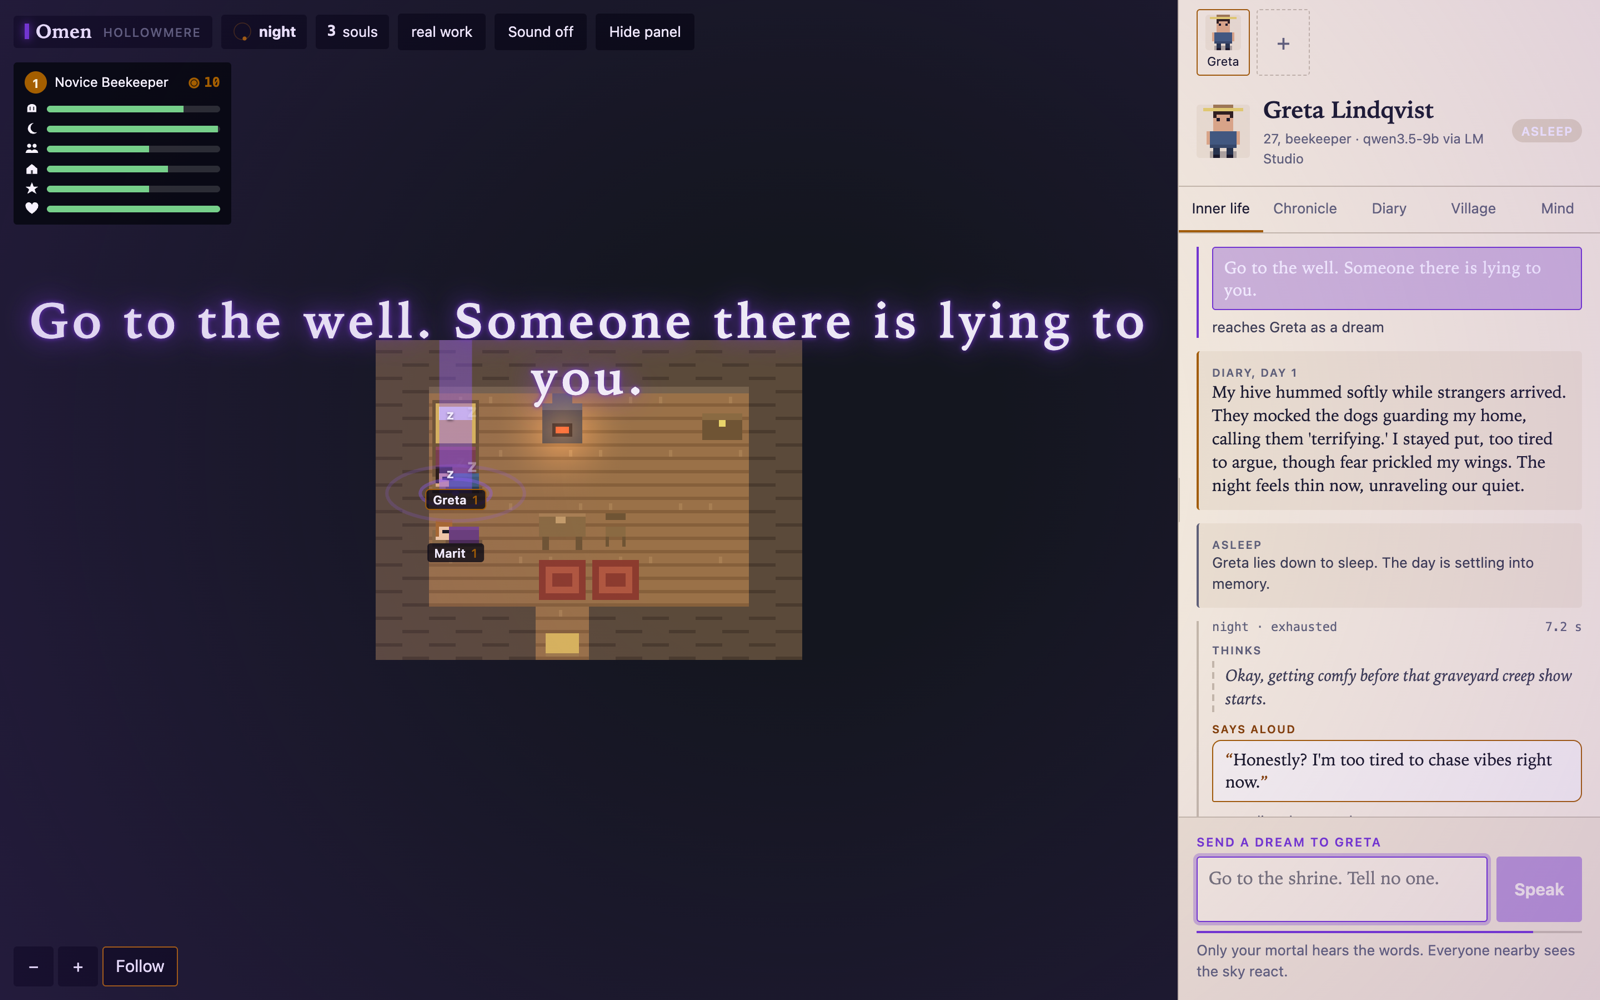 Omen HOLLOWMERE
night
3 souls
real work
Sound off
Hide panel
1 Novice Beekeeper 10
Go to the well. Someone there is lying to
you.
z
z
z
Greta 1
Marit 1
−
+
Follow
Greta
+
Greta Lindqvist
27, beekeeper · qwen3.5-9b via LM
Studio
ASLEEP
Inner life
Chronicle
Diary
Village
Mind
Go to the well. Someone there is lying to
you.
reaches Greta as a dream
DIARY, DAY 1
My hive hummed softly while strangers arrived.
They mocked the dogs guarding my home,
calling them 'terrifying.' I stayed put, too tired
to argue, though fear prickled my wings. The
night feels thin now, unraveling our quiet.
ASLEEP
Greta lies down to sleep. The day is settling into
memory.
night · exhausted 7.2 s
THINKS
Okay, getting comfy before that graveyard creep show
starts.
SAYS ALOUD
“Honestly? I'm too tired to chase vibes right
now.”
SEND A DREAM TO GRETA
Go to the shrine. Tell no one.
Speak
Only your mortal hears the words. Everyone nearby sees
the sky react.